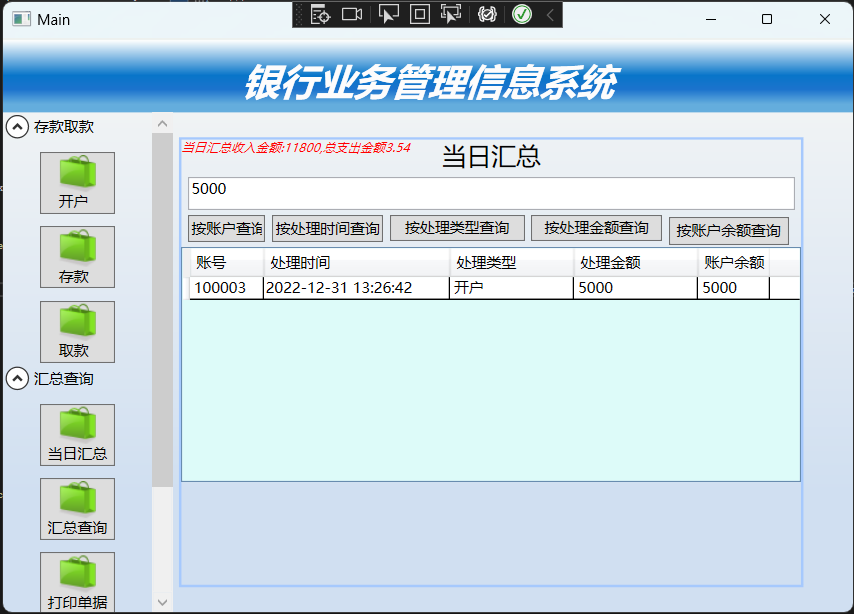 Main
银行业务管理信息系统
存款取款
开户
存款
取款
汇总查询
当日汇总
汇总查询
打印单据
当日汇总收入金额:11800,总支出金额3.54
当日汇总
5000
按账户查询 按处理时间查询 按处理类型查询 按处理金额查询 按账户余额查询
账号 处理时间 处理类型 处理金额 账户余额
100003 2022-12-31 13:26:42 开户 5000 5000